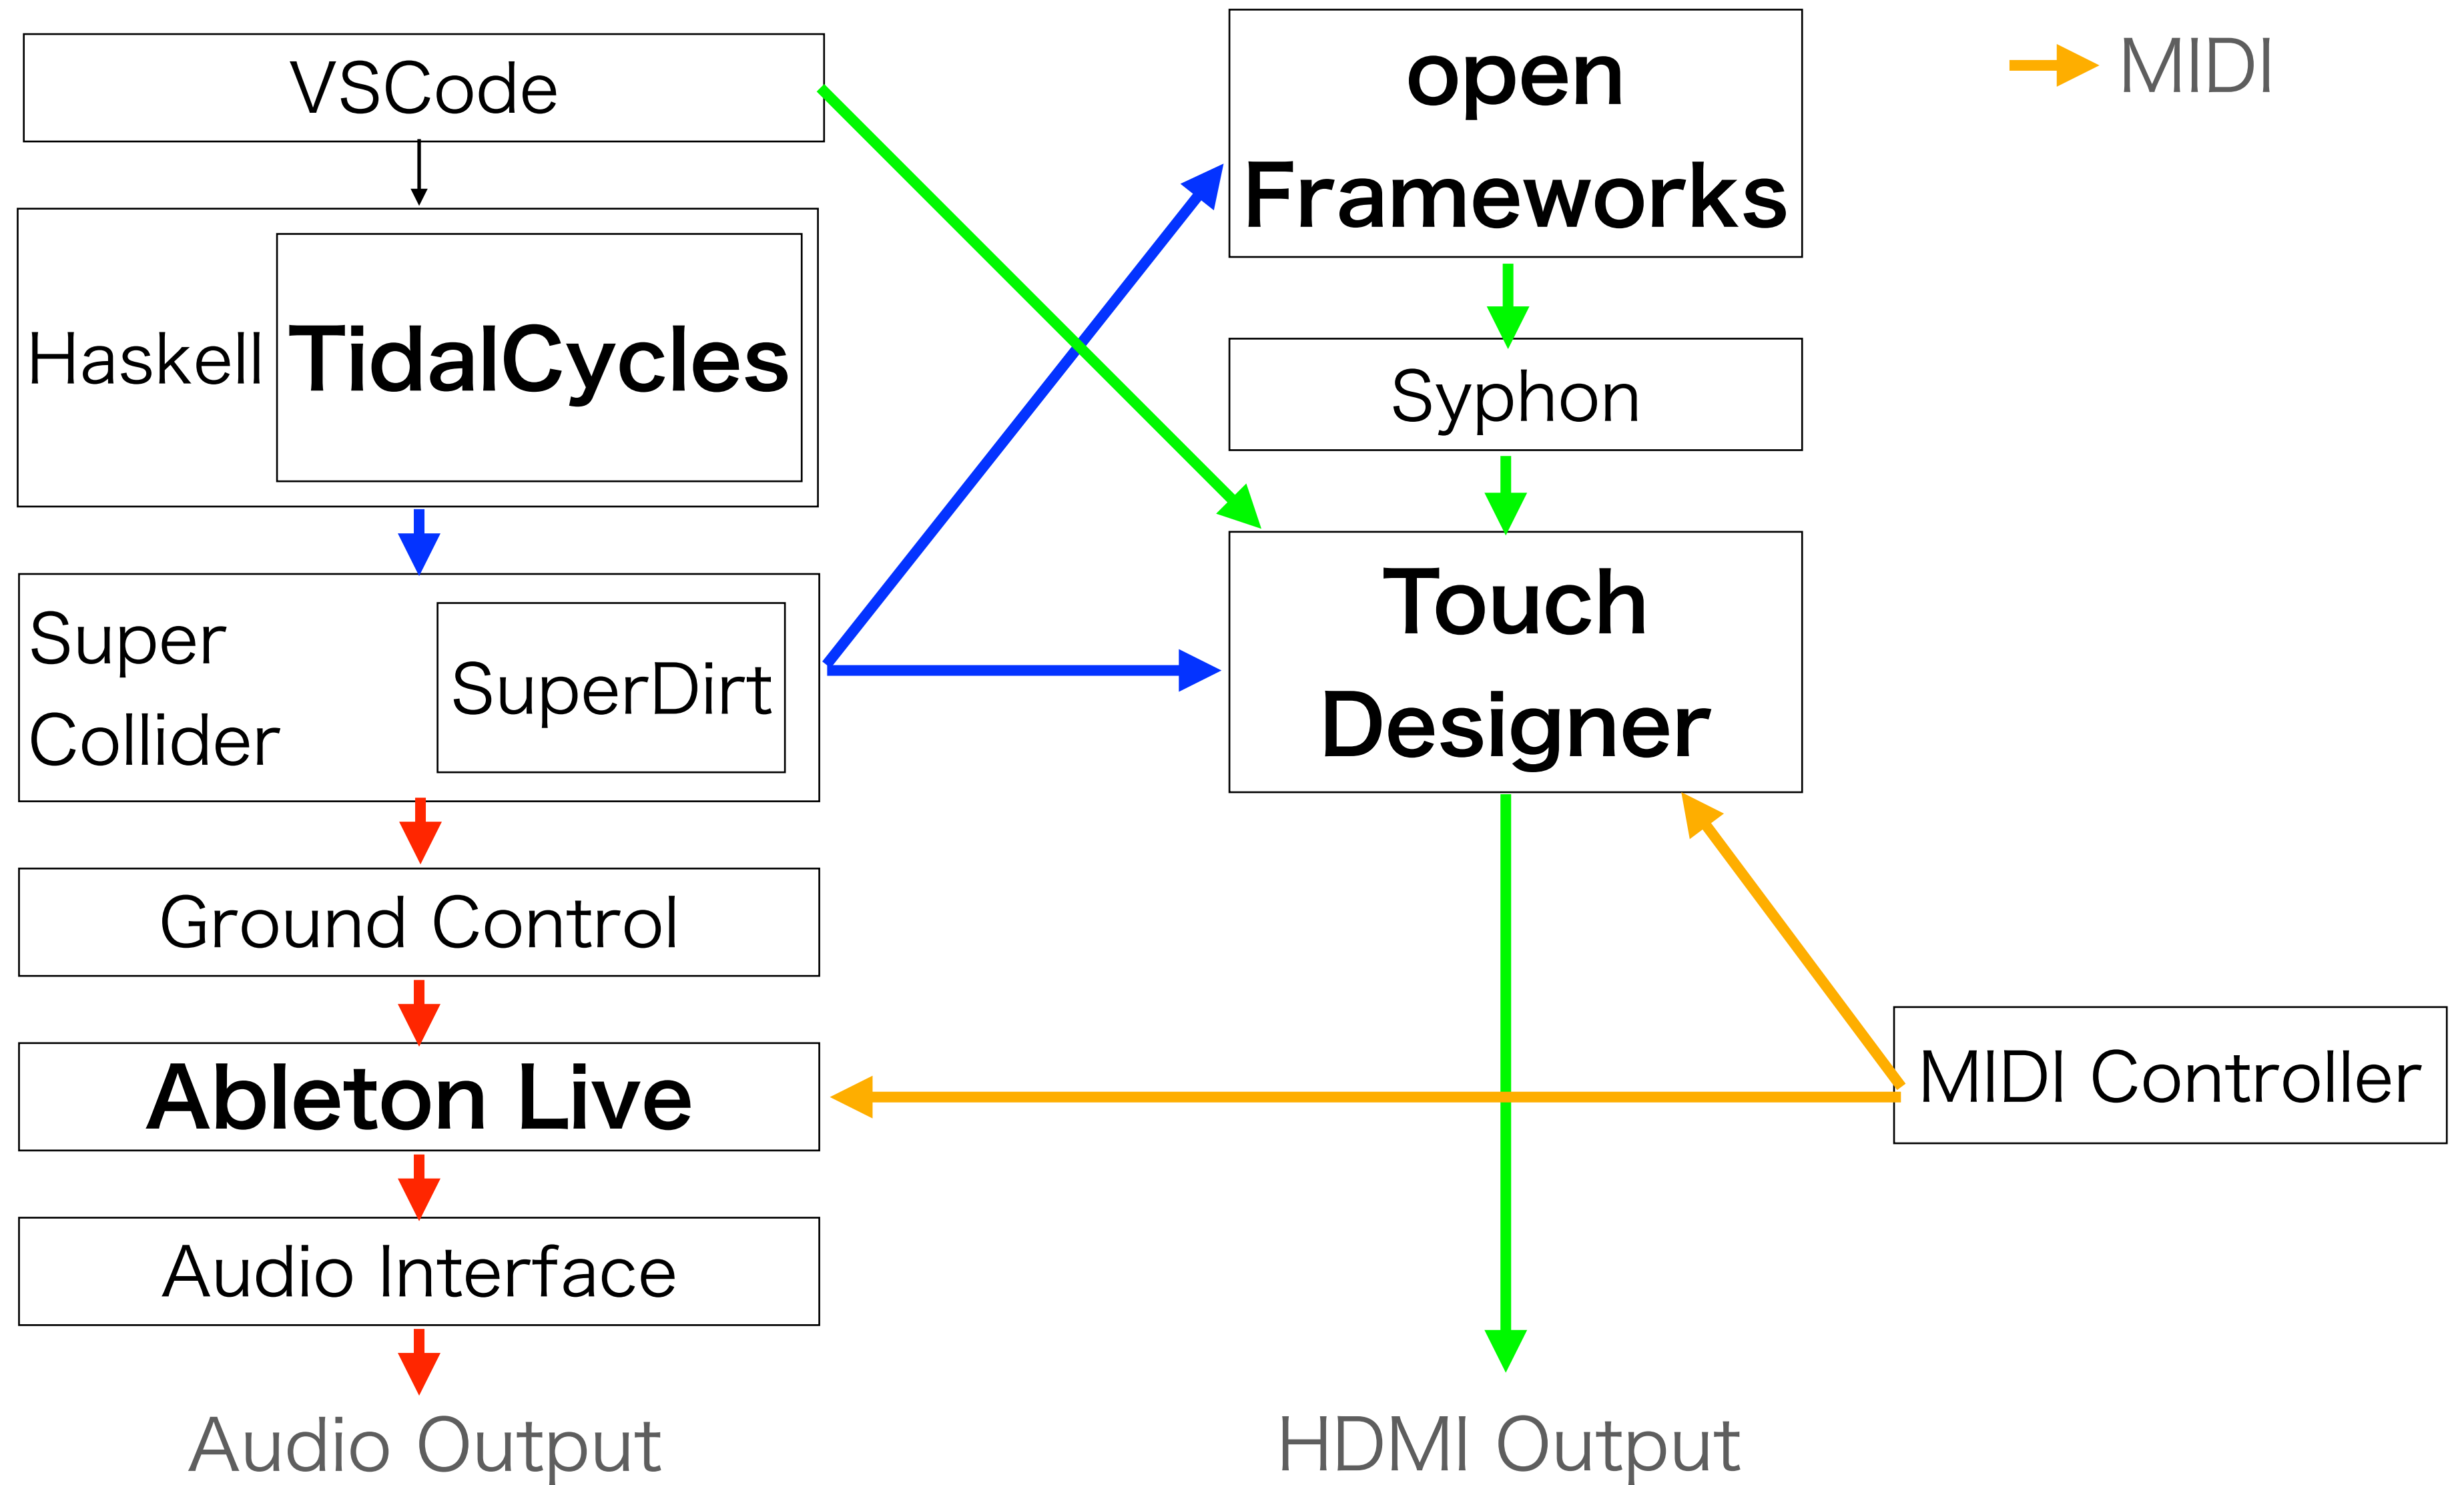 VSCode
Haskell
TidalCycles
Super
Collider
SuperDirt
Ground Control
Ableton Live
Audio Interface
Audio Output
open
Frameworks
Syphon
Touch
Designer
HDMI Output
MIDI
MIDI Controller